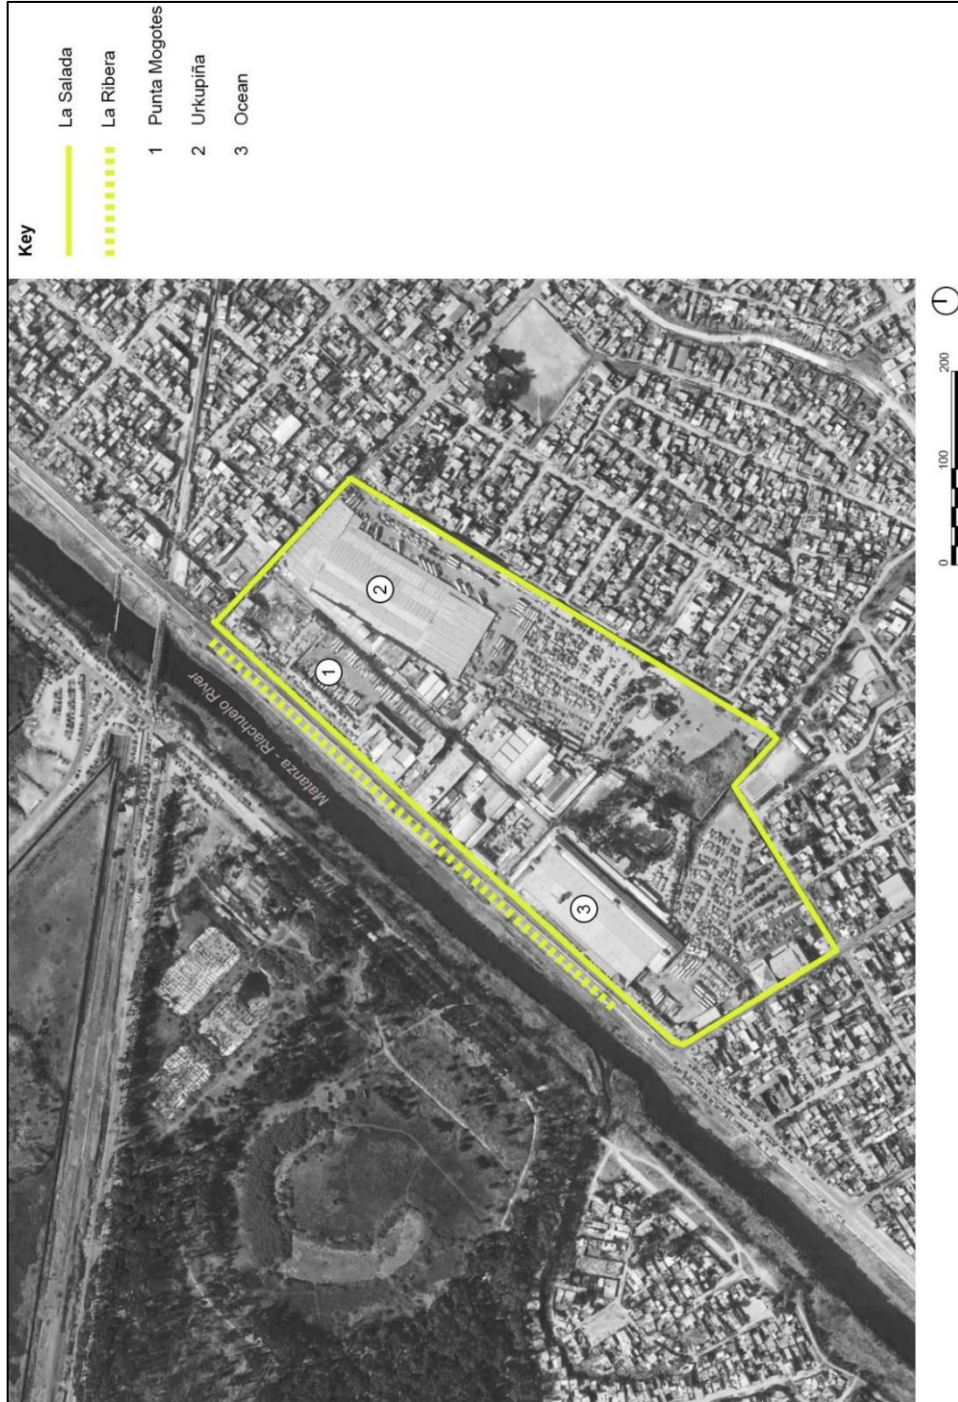 Key
La Salada
La Ribera
1 Punta Mogotes
2 Urkupiña
3 Ocean
Matanza - Riachuelo River
1
2
3
0 100 200